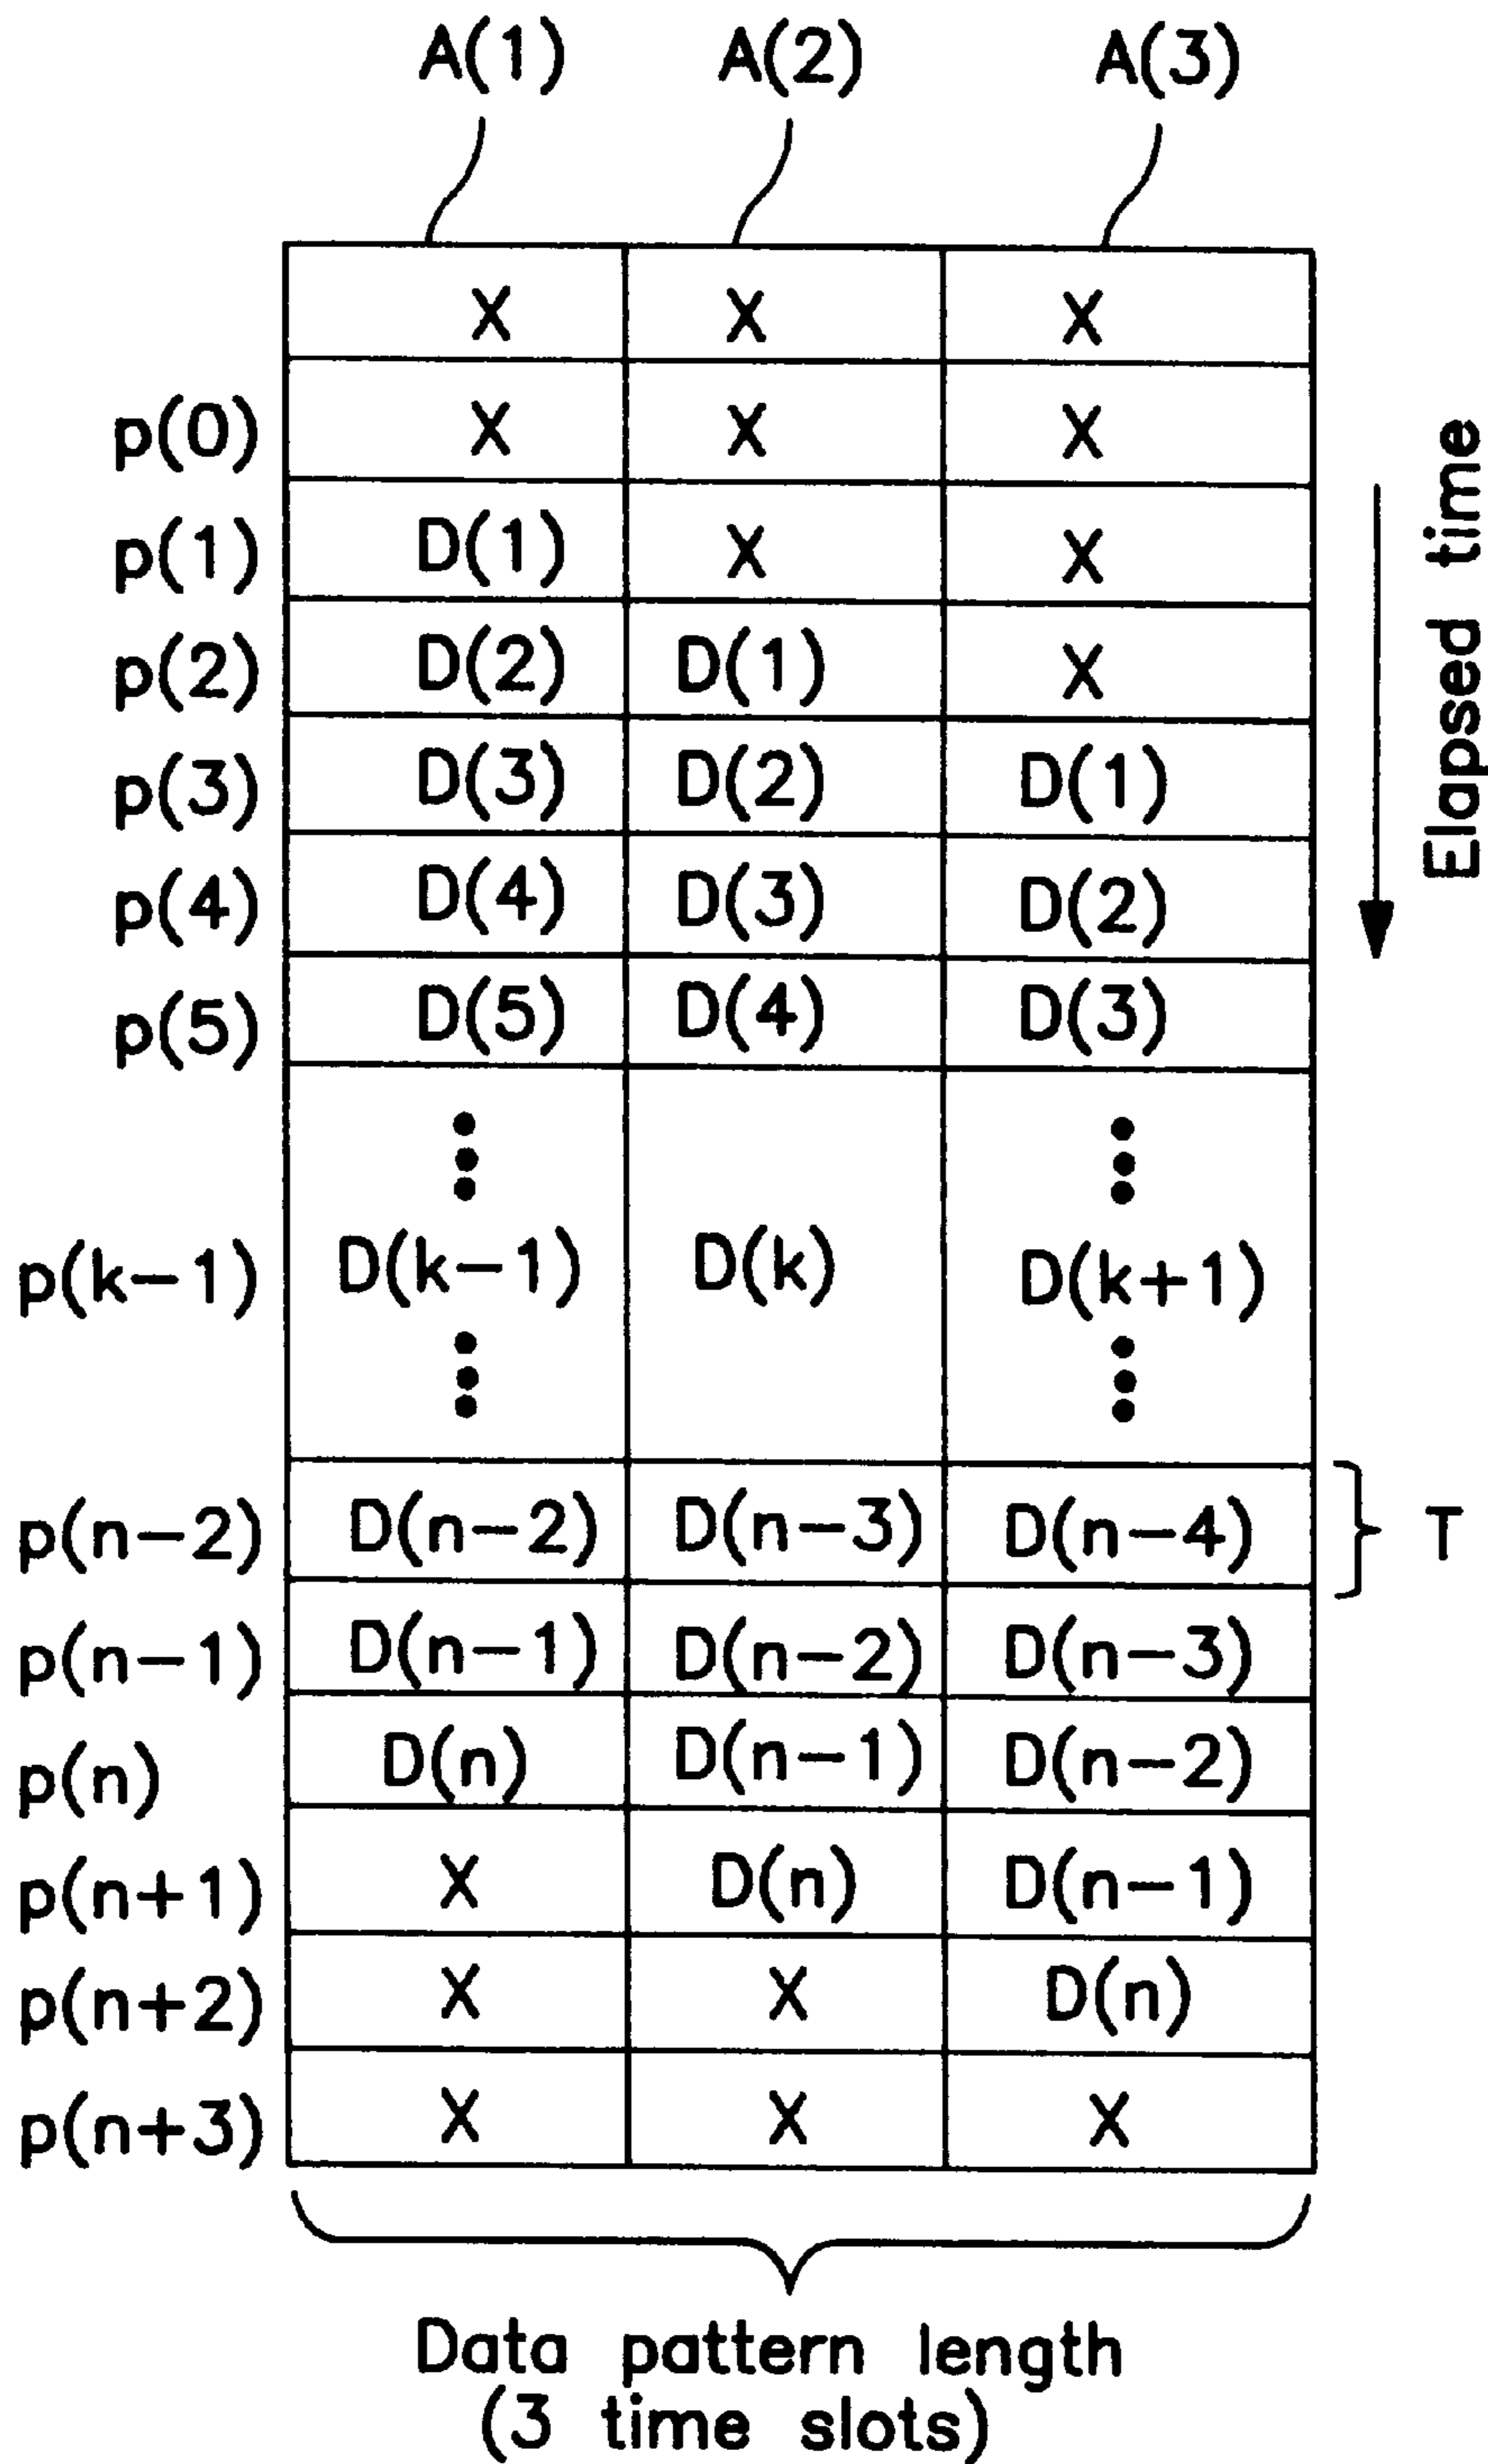 A(1) A(2) A(3)
X X X
p(0) X X X
p(1) D(1) X X
p(2) D(2) D(1) X
p(3) D(3) D(2) D(1)
p(4) D(4) D(3) D(2)
p(5) D(5) D(4) D(3)
p(k-1) D(k-1) D(k) D(k+1)
p(n-2) D(n-2) D(n-3) D(n-4) T
p(n-1) D(n-1) D(n-2) D(n-3)
p(n) D(n) D(n-1) D(n-2)
p(n+1) X D(n) D(n-1)
p(n+2) X X D(n)
p(n+3) X X X
Elapsed time
Data pattern length
(3 time slots)